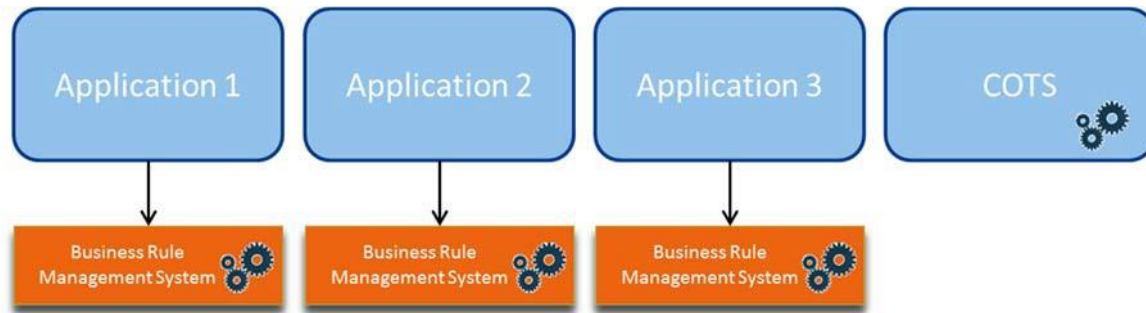 Application 1
Application 2
Application 3
COTS
Business Rule
Management System
Business Rule
Management System
Business Rule
Management System